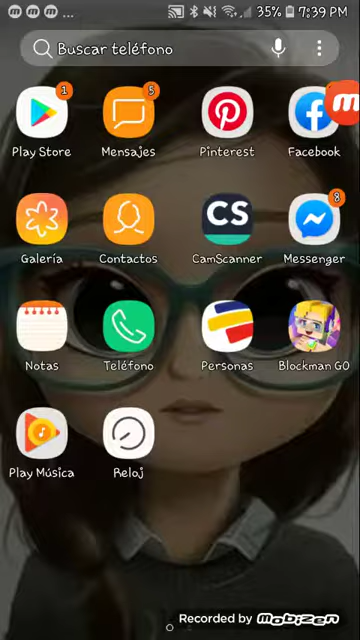 ... 35% 7:39 PM
Buscar teléfono
1 5
Play Store Mensajes Pinterest Facebook
CS 8
Galería Contactos CamScanner Messenger
Notas Teléfono Personas Blockman GO
Play Música Reloj
Recorded by mobizen